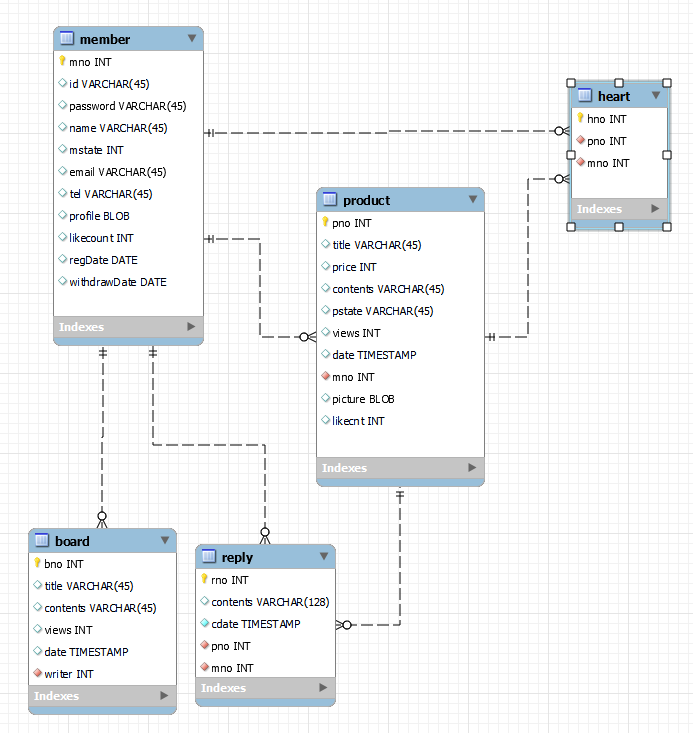 member
mno INT
id VARCHAR(45)
password VARCHAR(45)
name VARCHAR(45)
mstate INT
email VARCHAR(45)
tel VARCHAR(45)
profile BLOB
likecount INT
regDate DATE
withdrawDate DATE
Indexes
heart
hno INT
pno INT
mno INT
Indexes
product
pno INT
title VARCHAR(45)
price INT
contents VARCHAR(45)
pstate VARCHAR(45)
views INT
date TIMESTAMP
mno INT
picture BLOB
likecnt INT
Indexes
board
bno INT
title VARCHAR(45)
contents VARCHAR(45)
views INT
date TIMESTAMP
writer INT
Indexes
reply
rno INT
contents VARCHAR(128)
cdate TIMESTAMP
pno INT
mno INT
Indexes